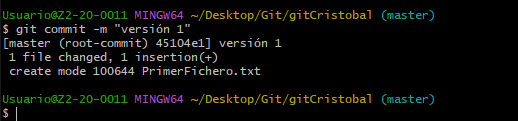 Usuario@Z2-20-0011 MINGW64 ~/Desktop/Git/gitCristobal (master)
$ git commit -m "versión 1"
[master (root-commit) 45104e1] versión 1
 1 file changed, 1 insertion(+)
 create mode 100644 PrimerFichero.txt
Usuario@Z2-20-0011 MINGW64 ~/Desktop/Git/gitCristobal (master)
$